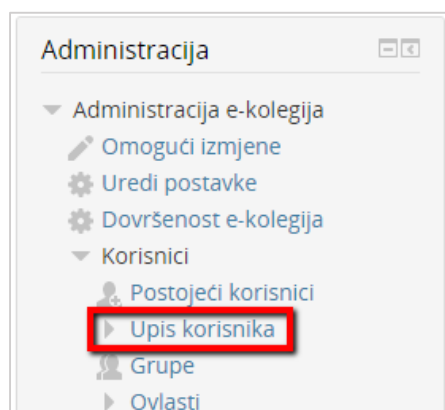 Administracija
Administracija e-kolegija
Omogući izmjene
Uredi postavke
Dovršenost e-kolegija
Korisnici
Postojeći korisnici
Upis korisnika
Grupe
Ovlasti